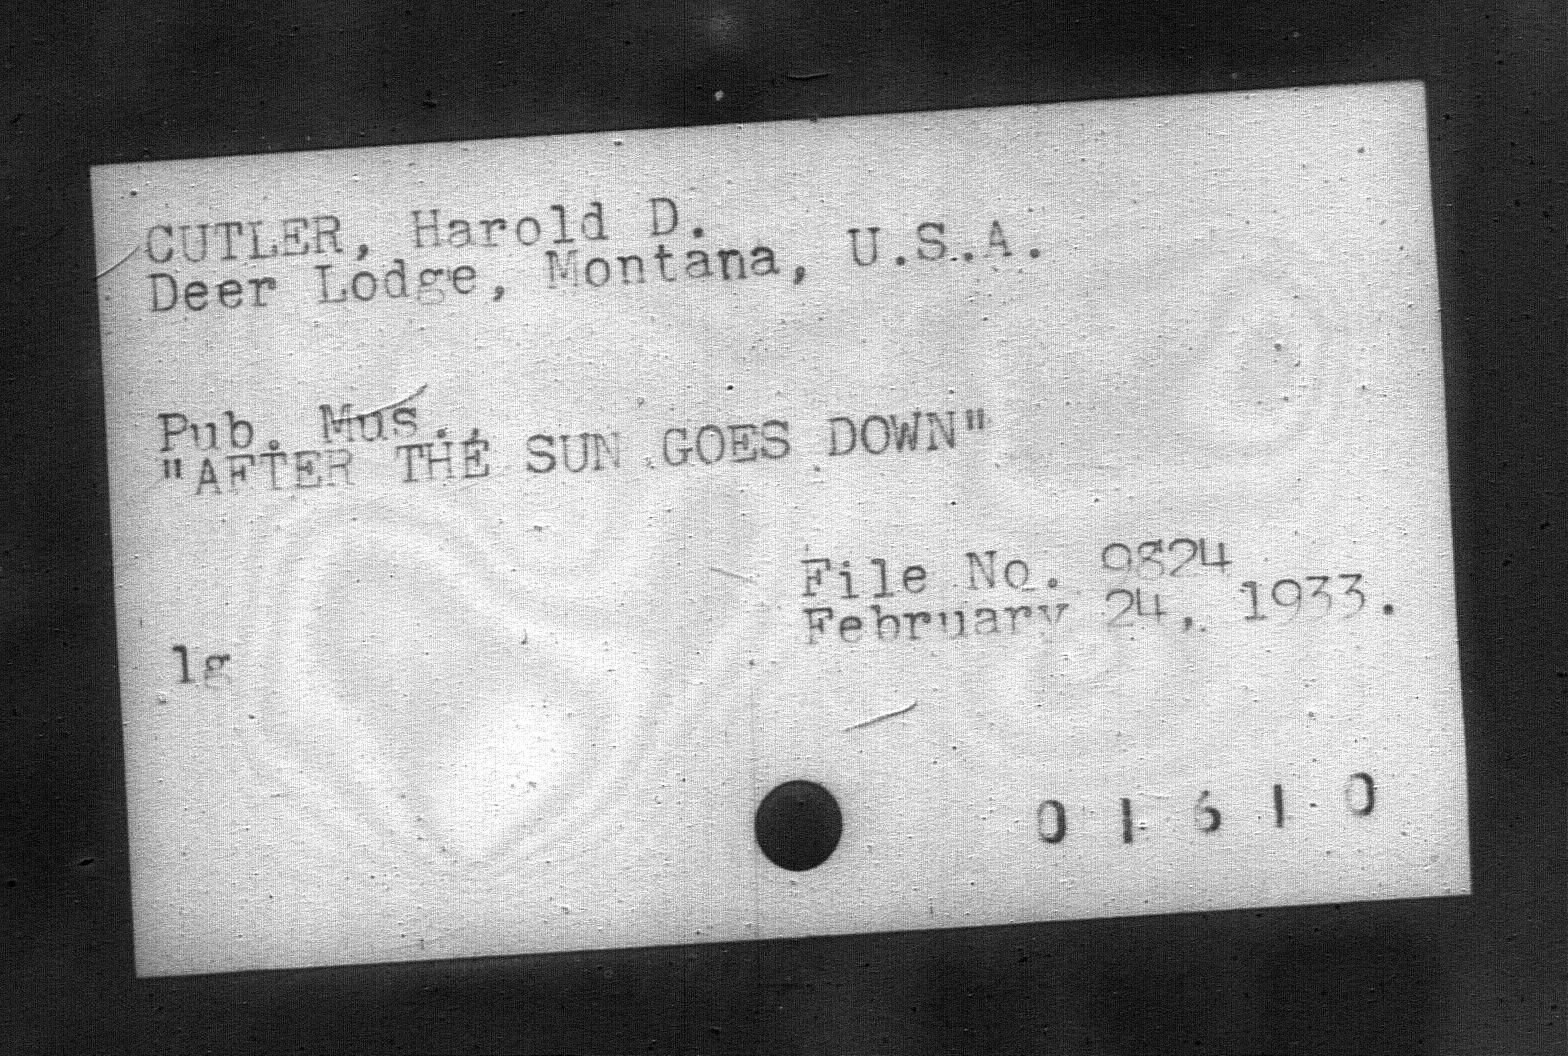 CUTLER, Harold D.
Deer Lodge, Montana, U.S.A.
Pub. Mus.
"AFTER THE SUN GOES DOWN"
File No. 9824
February 24, 1933.
lg
0 1 6 1 0